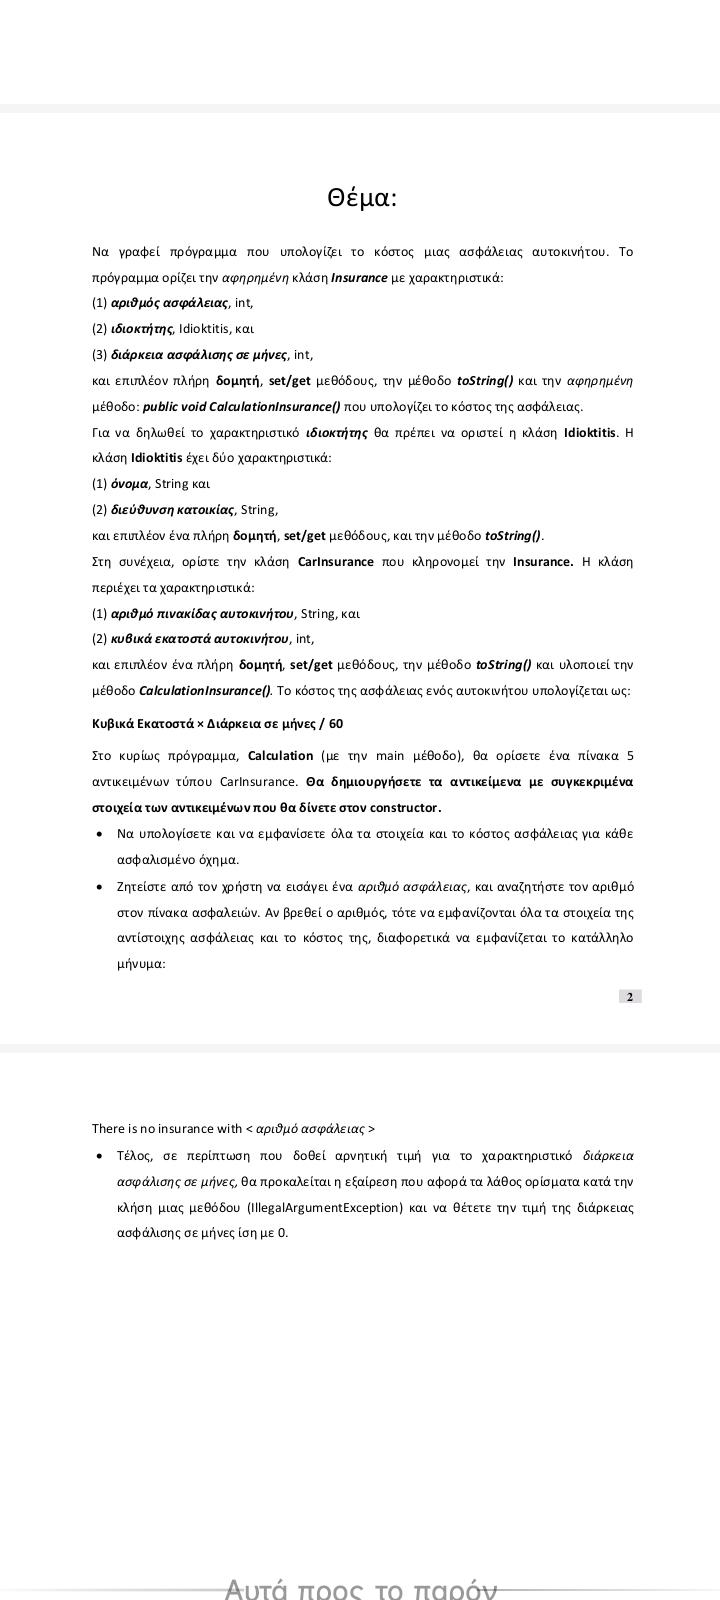 Θέμα:
Να γραφεί πρόγραμμα που υπολογίζει το κόστος μιας ασφάλειας αυτοκινήτου. Το
πρόγραμμα ορίζει την αφηρημένη κλάση Insurance με χαρακτηριστικά:
(1) αριθμός ασφάλειας, int,
(2) ιδιοκτήτης, Idioktitis, και
(3) διάρκεια ασφάλισης σε μήνες, int,
και επιπλέον πλήρη δομητή, set/get μεθόδους, την μέθοδο toString() και την αφηρημένη
μέθοδο: public void CalculationInsurance() που υπολογίζει το κόστος της ασφάλειας.
Για να δηλωθεί το χαρακτηριστικό ιδιοκτήτης θα πρέπει να οριστεί η κλάση Idioktitis. Η
κλάση Idioktitis έχει δύο χαρακτηριστικά:
(1) όνομα, String και
(2) διεύθυνση κατοικίας, String,
και επιπλέον ένα πλήρη δομητή, set/get μεθόδους, και την μέθοδο toString().
Στη συνέχεια, ορίστε την κλάση CarInsurance που κληρονομεί την Insurance. Η κλάση
περιέχει τα χαρακτηριστικά:
(1) αριθμό πινακίδας αυτοκινήτου, String, και
(2) κυβικά εκατοστά αυτοκινήτου, int,
και επιπλέον ένα πλήρη δομητή, set/get μεθόδους, την μέθοδο toString() και υλοποιεί την
μέθοδο CalculationInsurance(). Το κόστος της ασφάλειας ενός αυτοκινήτου υπολογίζεται ως:
Κυβικά Εκατοστά × Διάρκεια σε μήνες / 60
Στο κυρίως πρόγραμμα, Calculation (με την main μέθοδο), θα ορίσετε ένα πίνακα 5
αντικειμένων τύπου CarInsurance. Θα δημιουργήσετε τα αντικείμενα με συγκεκριμένα
στοιχεία των αντικειμένων που θα δίνετε στον constructor.
• Να υπολογίσετε και να εμφανίσετε όλα τα στοιχεία και το κόστος ασφάλειας για κάθε
ασφαλισμένο όχημα.
• Ζητείστε από τον χρήστη να εισάγει ένα αριθμό ασφάλειας, και αναζητήστε τον αριθμό
στον πίνακα ασφαλειών. Αν βρεθεί ο αριθμός, τότε να εμφανίζονται όλα τα στοιχεία της
αντίστοιχης ασφάλειας και το κόστος της, διαφορετικά να εμφανίζεται το κατάλληλο
μήνυμα:
2
There is no insurance with < αριθμό ασφάλειας >
• Τέλος, σε περίπτωση που δοθεί αρνητική τιμή για το χαρακτηριστικό διάρκεια
ασφάλισης σε μήνες, θα προκαλείται η εξαίρεση που αφορά τα λάθος ορίσματα κατά την
κλήση μιας μεθόδου (IllegalArgumentException) και να θέτετε την τιμή της διάρκειας
ασφάλισης σε μήνες ίση με 0.
Αυτά προς το παρόν